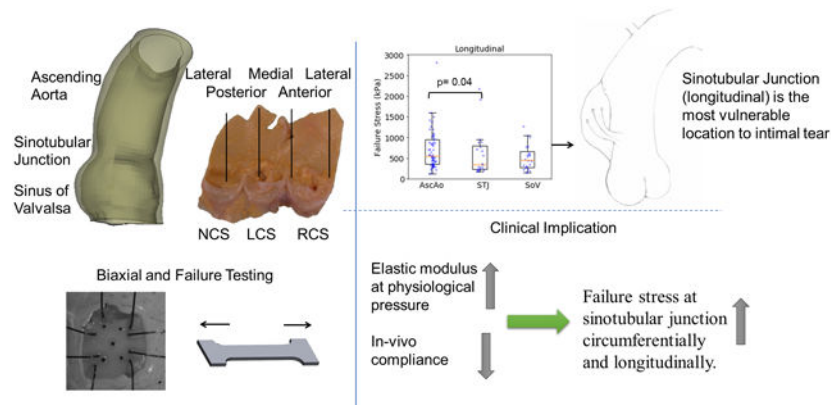 Ascending
Aorta
Sinotubular
Junction
Sinus of
Valvalsa
Lateral Medial Lateral
Posterior Anterior
NCS LCS RCS
Biaxial and Failure Testing
Longitudinal
Failure Stress (kPa)
3000
2500
2000
1500
1000
500
0
p= 0.04
AscAo STJ SoV
Sinotubular Junction
(longitudinal) is the
most vulnerable
location to intimal tear
Clinical Implication
Elastic modulus
at physiological
pressure
In-vivo
compliance
Failure stress at
sinotubular junction
circumferentially
and longitudinally.